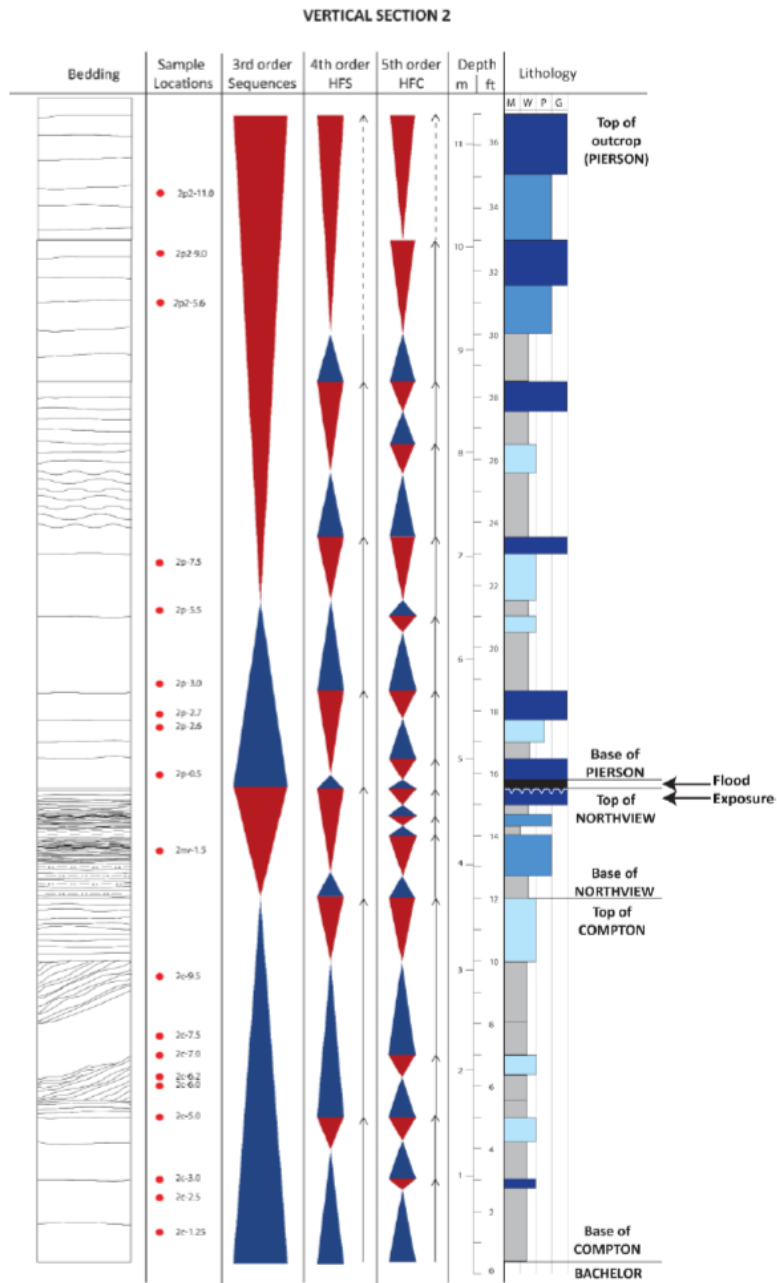 VERTICAL SECTION 2
Bedding
Sample
Locations
3rd order
Sequences
4th order
HFS
5th order
HFC
Depth
m ft
Lithology
M W P G
Top of
outcrop
(PIERSON)
36
11
2p2-11.0
34
10
2p2-9.0
32
2p2-5.6
30
9
28
8
26
24
7
2p-7.5
22
2p-5.5
20
6
2p-3.0
18
2p-2.7
2p-2.6
5
Base of
PIERSON
16
2p-0.5
Flood
Exposure
Top of
NORTHVIEW
14
2nv-1.5
4
Base of
NORTHVIEW
12
Top of
COMPTON
10
3
2c-9.5
8
2c-7.5
2c-7.0
2
2c-6.2
2c-6.0
6
2c-5.0
4
1
2c-3.0
2c-2.5
2
2c-1.25
Base of
COMPTON
0
BACHELOR